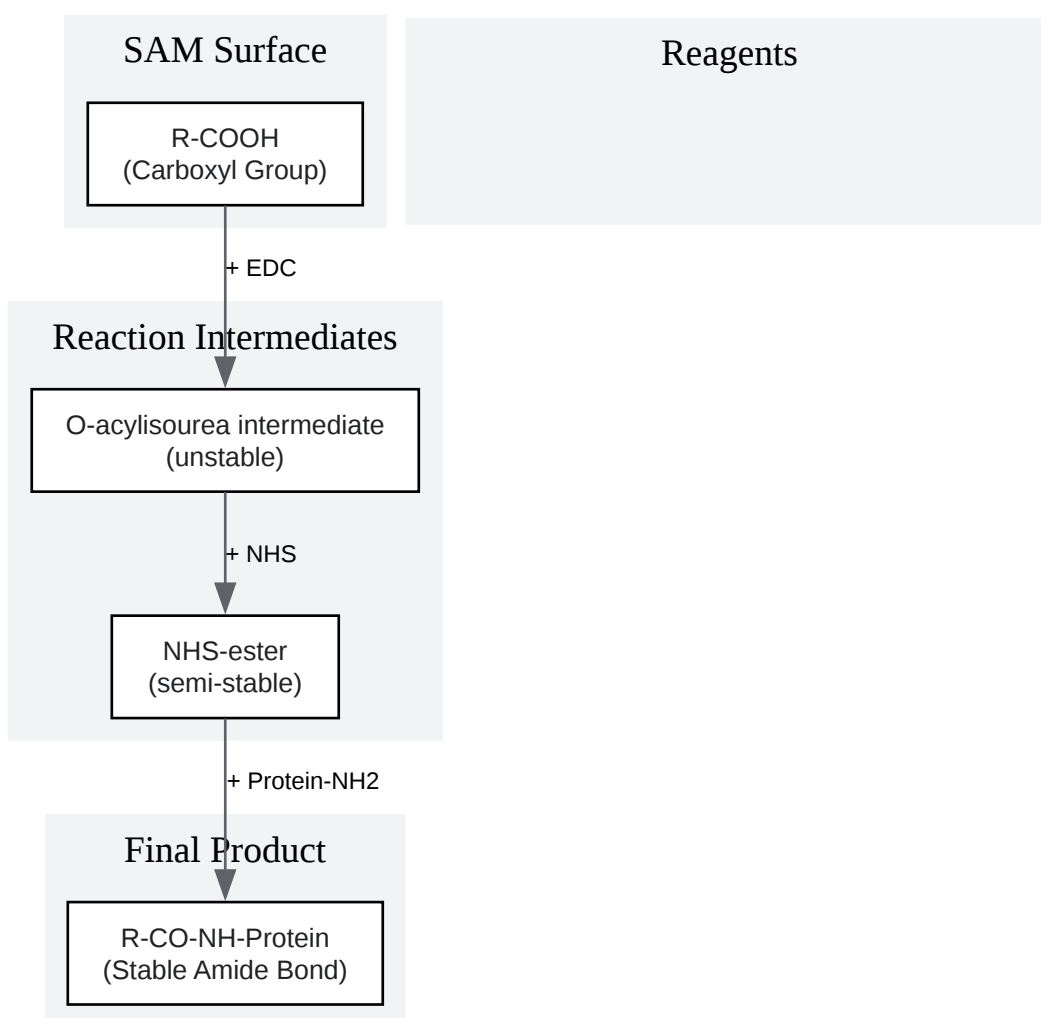 SAM Surface
Reagents
R-COOH
(Carboxyl Group)
+ EDC
Reaction Intermediates
O-acylisourea intermediate
(unstable)
+ NHS
NHS-ester
(semi-stable)
+ Protein-NH2
Final Product
R-CO-NH-Protein
(Stable Amide Bond)